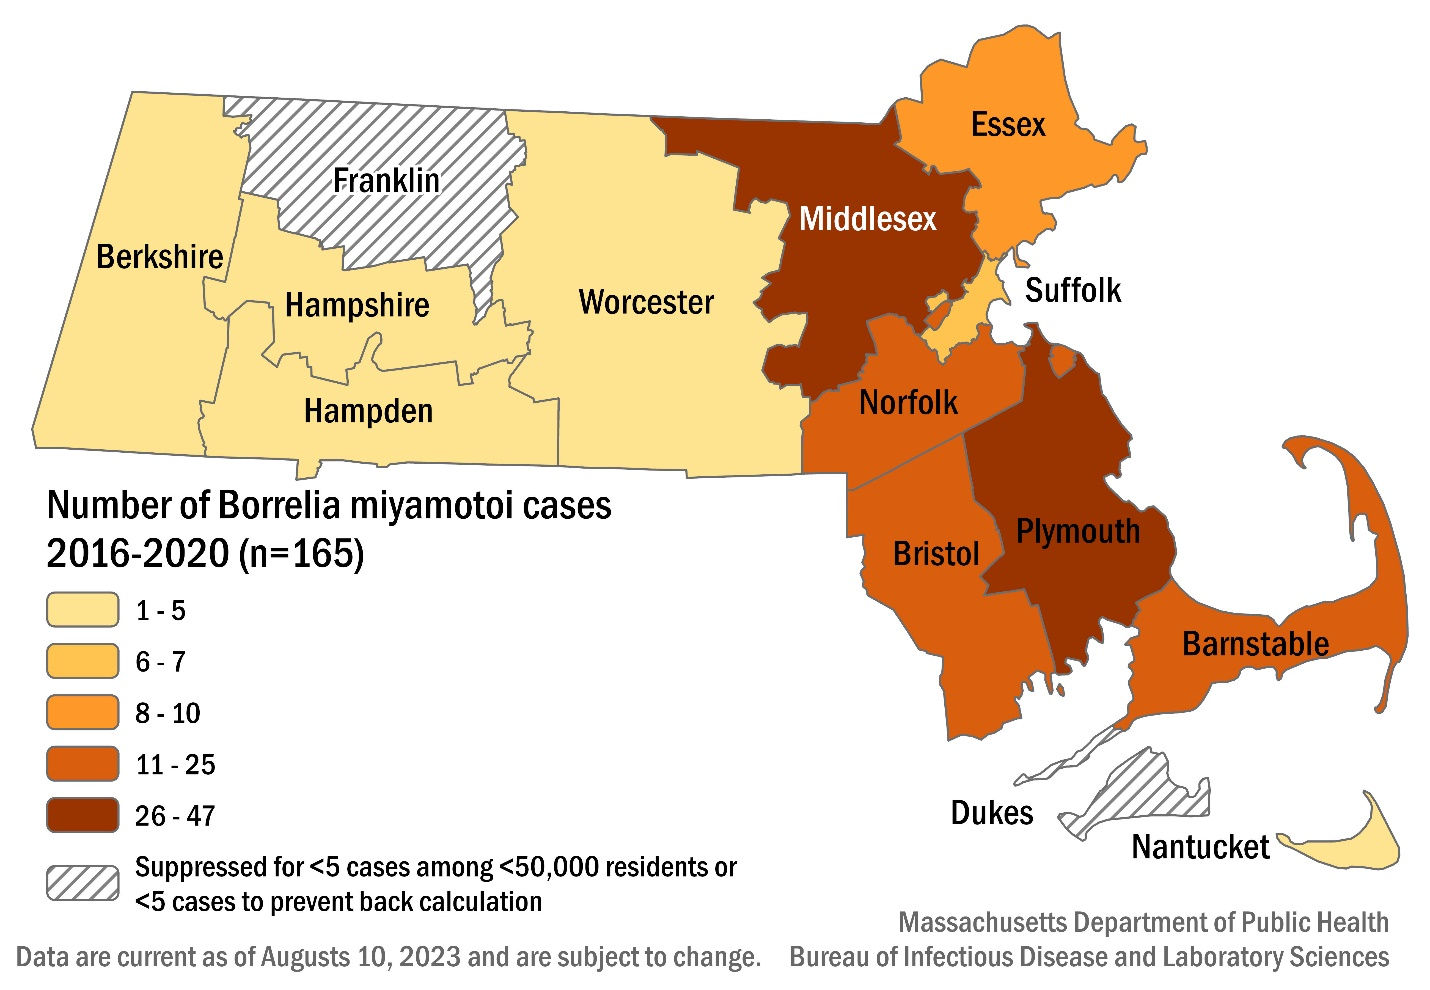 Essex
Franklin
Middlesex
Berkshire
Suffolk
Hampshire
Worcester
Norfolk
Hampden
Number of Borrelia miyamotoi cases
2016-2020 (n=165)
Plymouth
Bristol
1 - 5
Barnstable
6 - 7
8 - 10
11 - 25
Dukes
26 - 47
Nantucket
Suppressed for <5 cases among <50,000 residents or
<5 cases to prevent back calculation
Massachusetts Department of Public Health
Data are current as of Augusts 10, 2023 and are subject to change.
Bureau of Infectious Disease and Laboratory Sciences